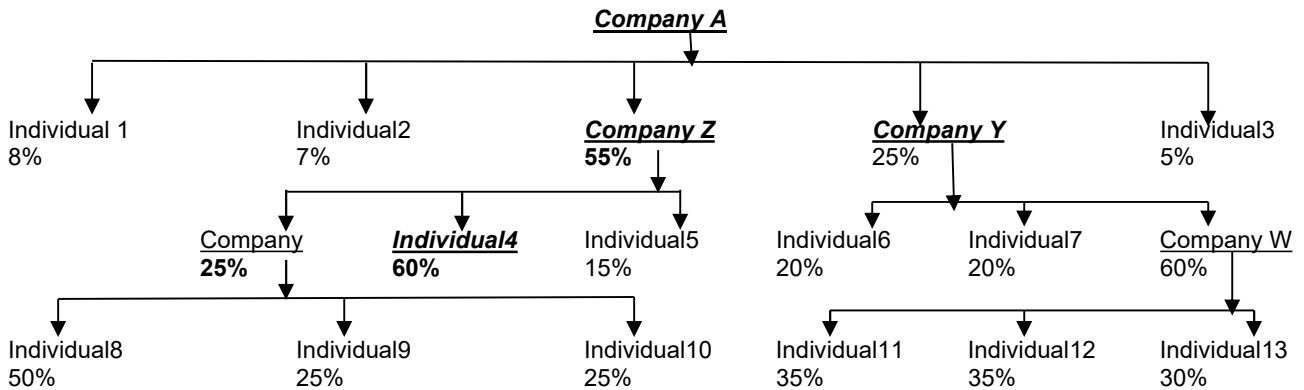 Company A
Individual 1 Individual2 Company Z Company Y Individual3
8% 7% 55% 25% 5%
Company Individual4 Individual5 Individual6 Individual7 Company W
25% 60% 15% 20% 20% 60%
Individual8 Individual9 Individual10 Individual11 Individual12 Individual13
50% 25% 25% 35% 35% 30%